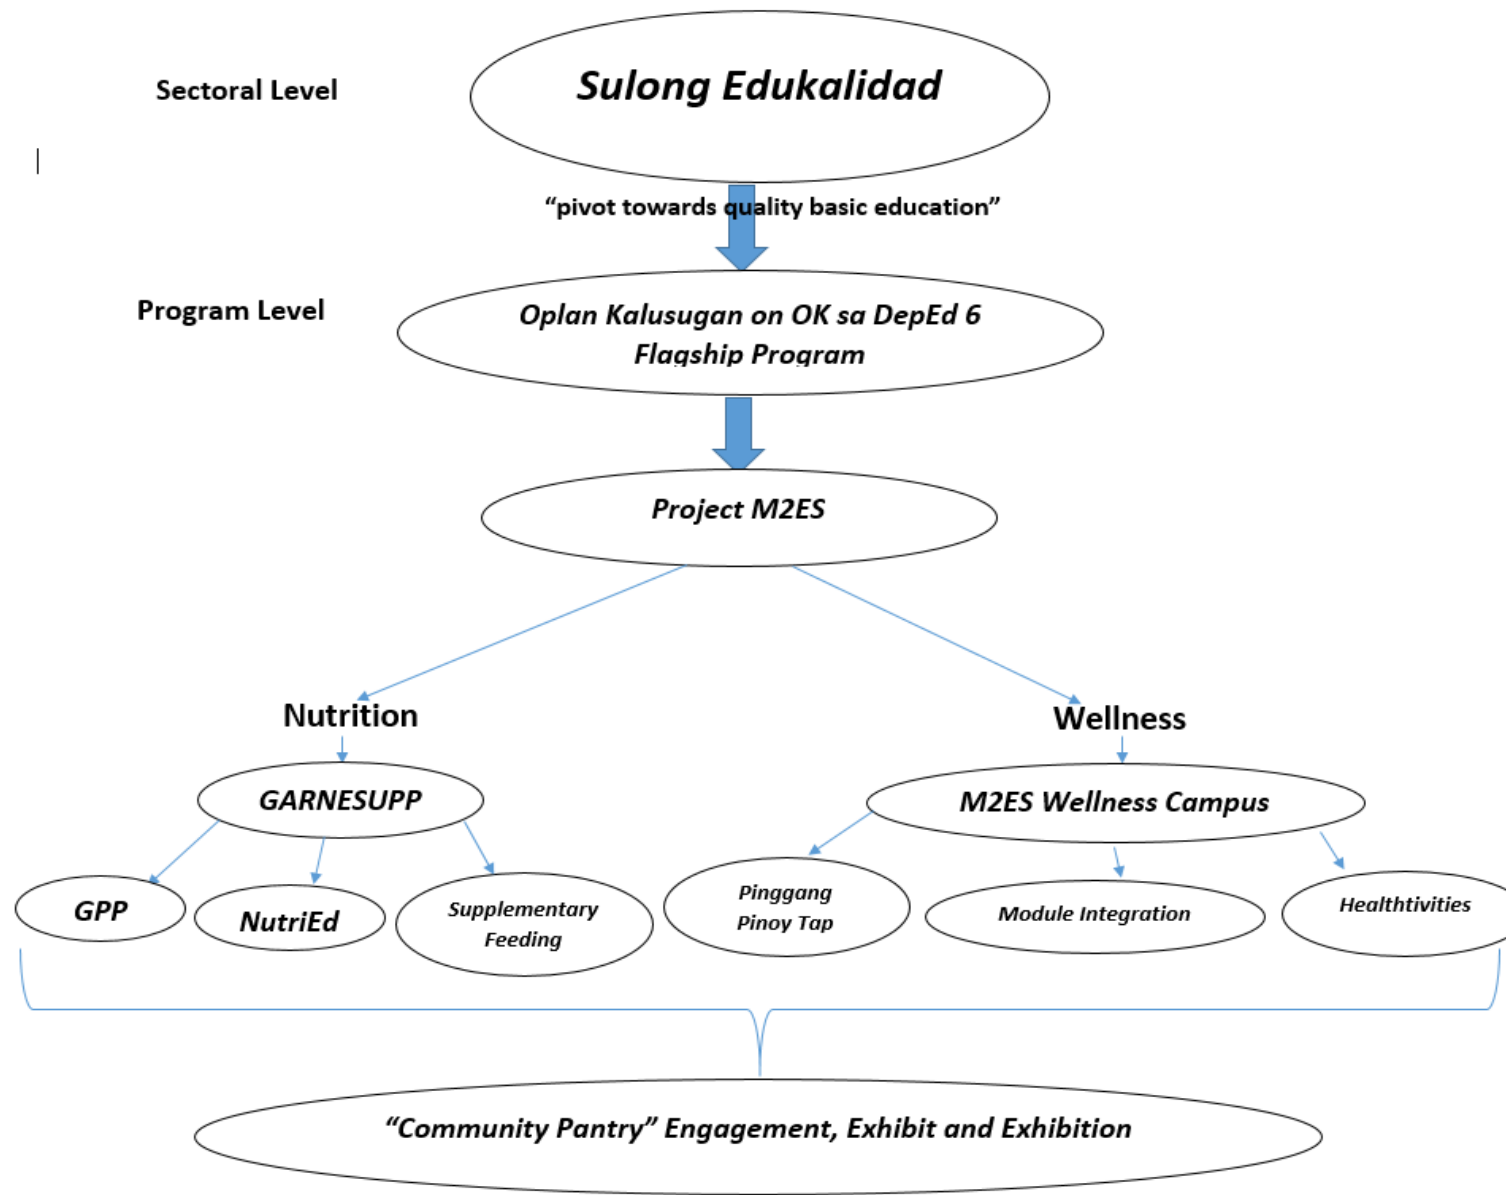 Sectoral Level
Sulong Edukalidad
“pivot towards quality basic education”
Program Level
Oplan Kalusugan on OK sa DepEd 6
Flagship Program
Project M2ES
Nutrition
Wellness
GARNESUPP
M2ES Wellness Campus
GPP
NutriEd
Supplementary
Feeding
Pinggang
Pinoy Tap
Module Integration
Healthtivities
“Community Pantry” Engagement, Exhibit and Exhibition